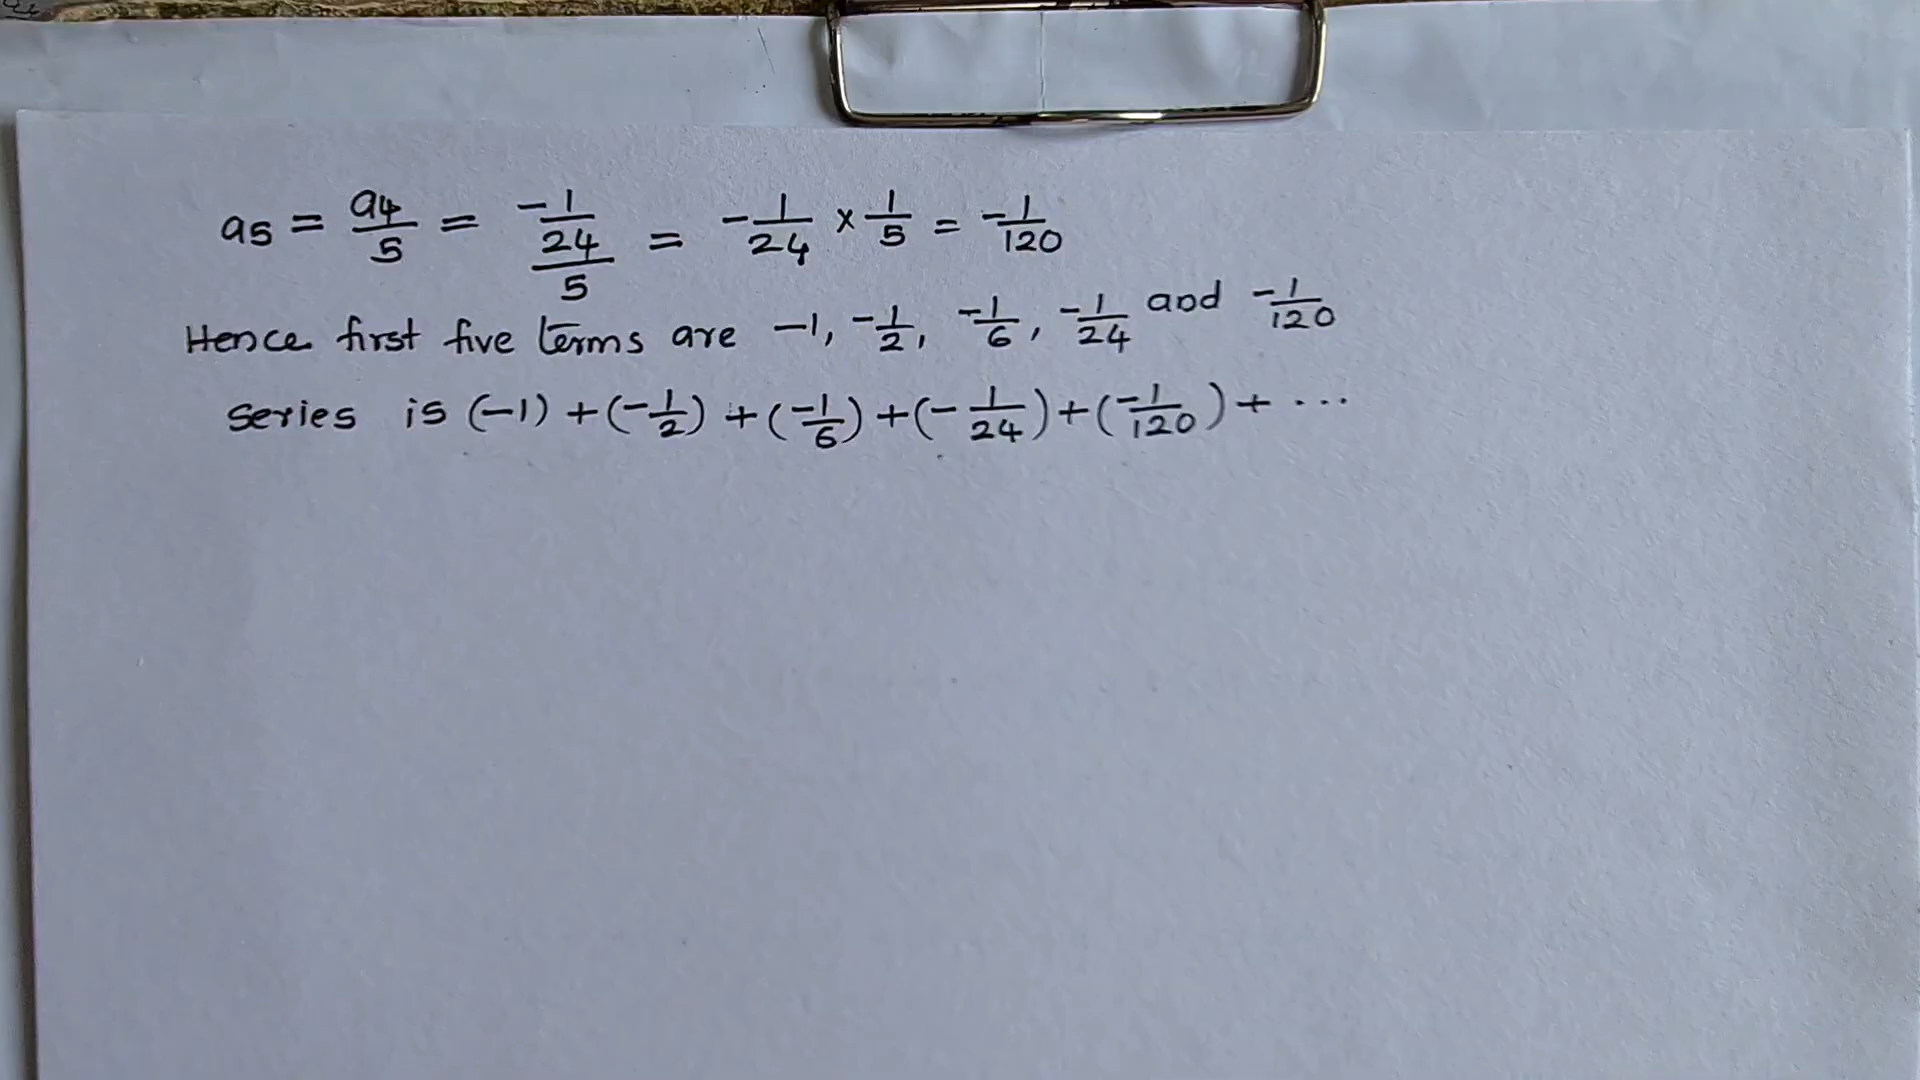 a5 = a4/5 = (-1/24)/5 = -1/24 × 1/5 = -1/120
Hence first five terms are -1, -1/2, -1/6, -1/24 and -1/120
series is (-1) + (-1/2) + (-1/6) + (-1/24) + (-1/120) + ...